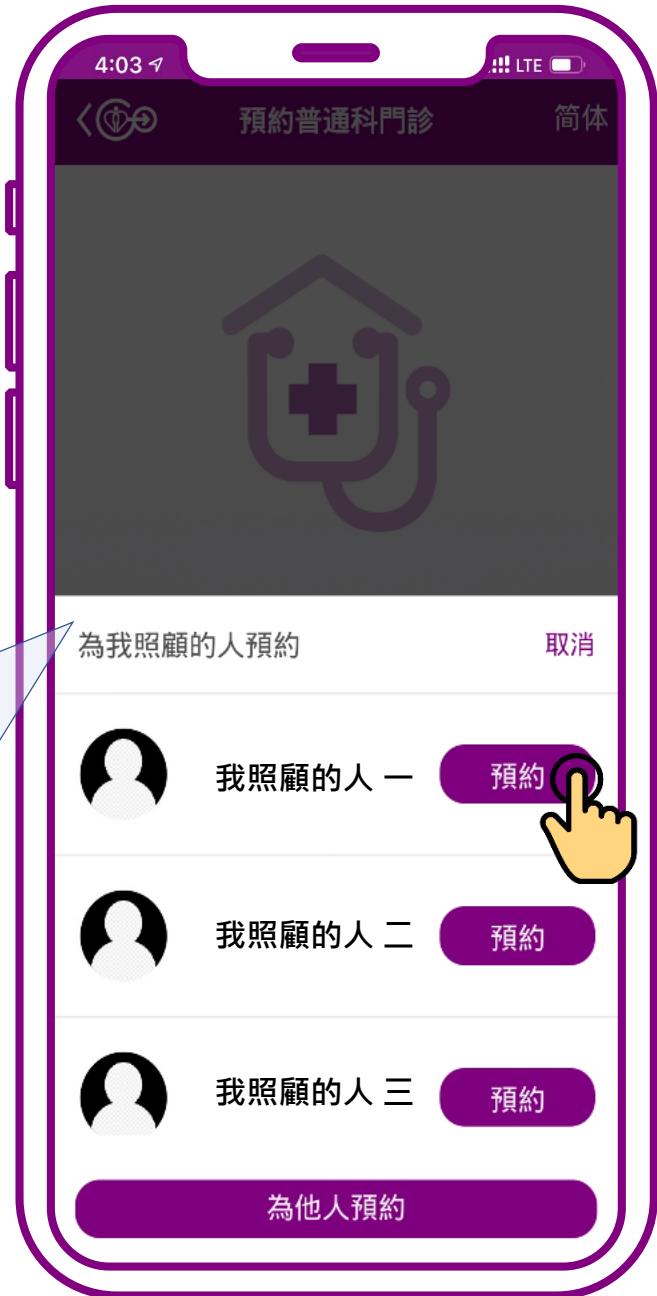 4:03
LTE
預約普通科門診
简体
為我照顧的人預約
取消
我照顧的人 一
預約
我照顧的人 二
預約
我照顧的人 三
預約
為他人預約